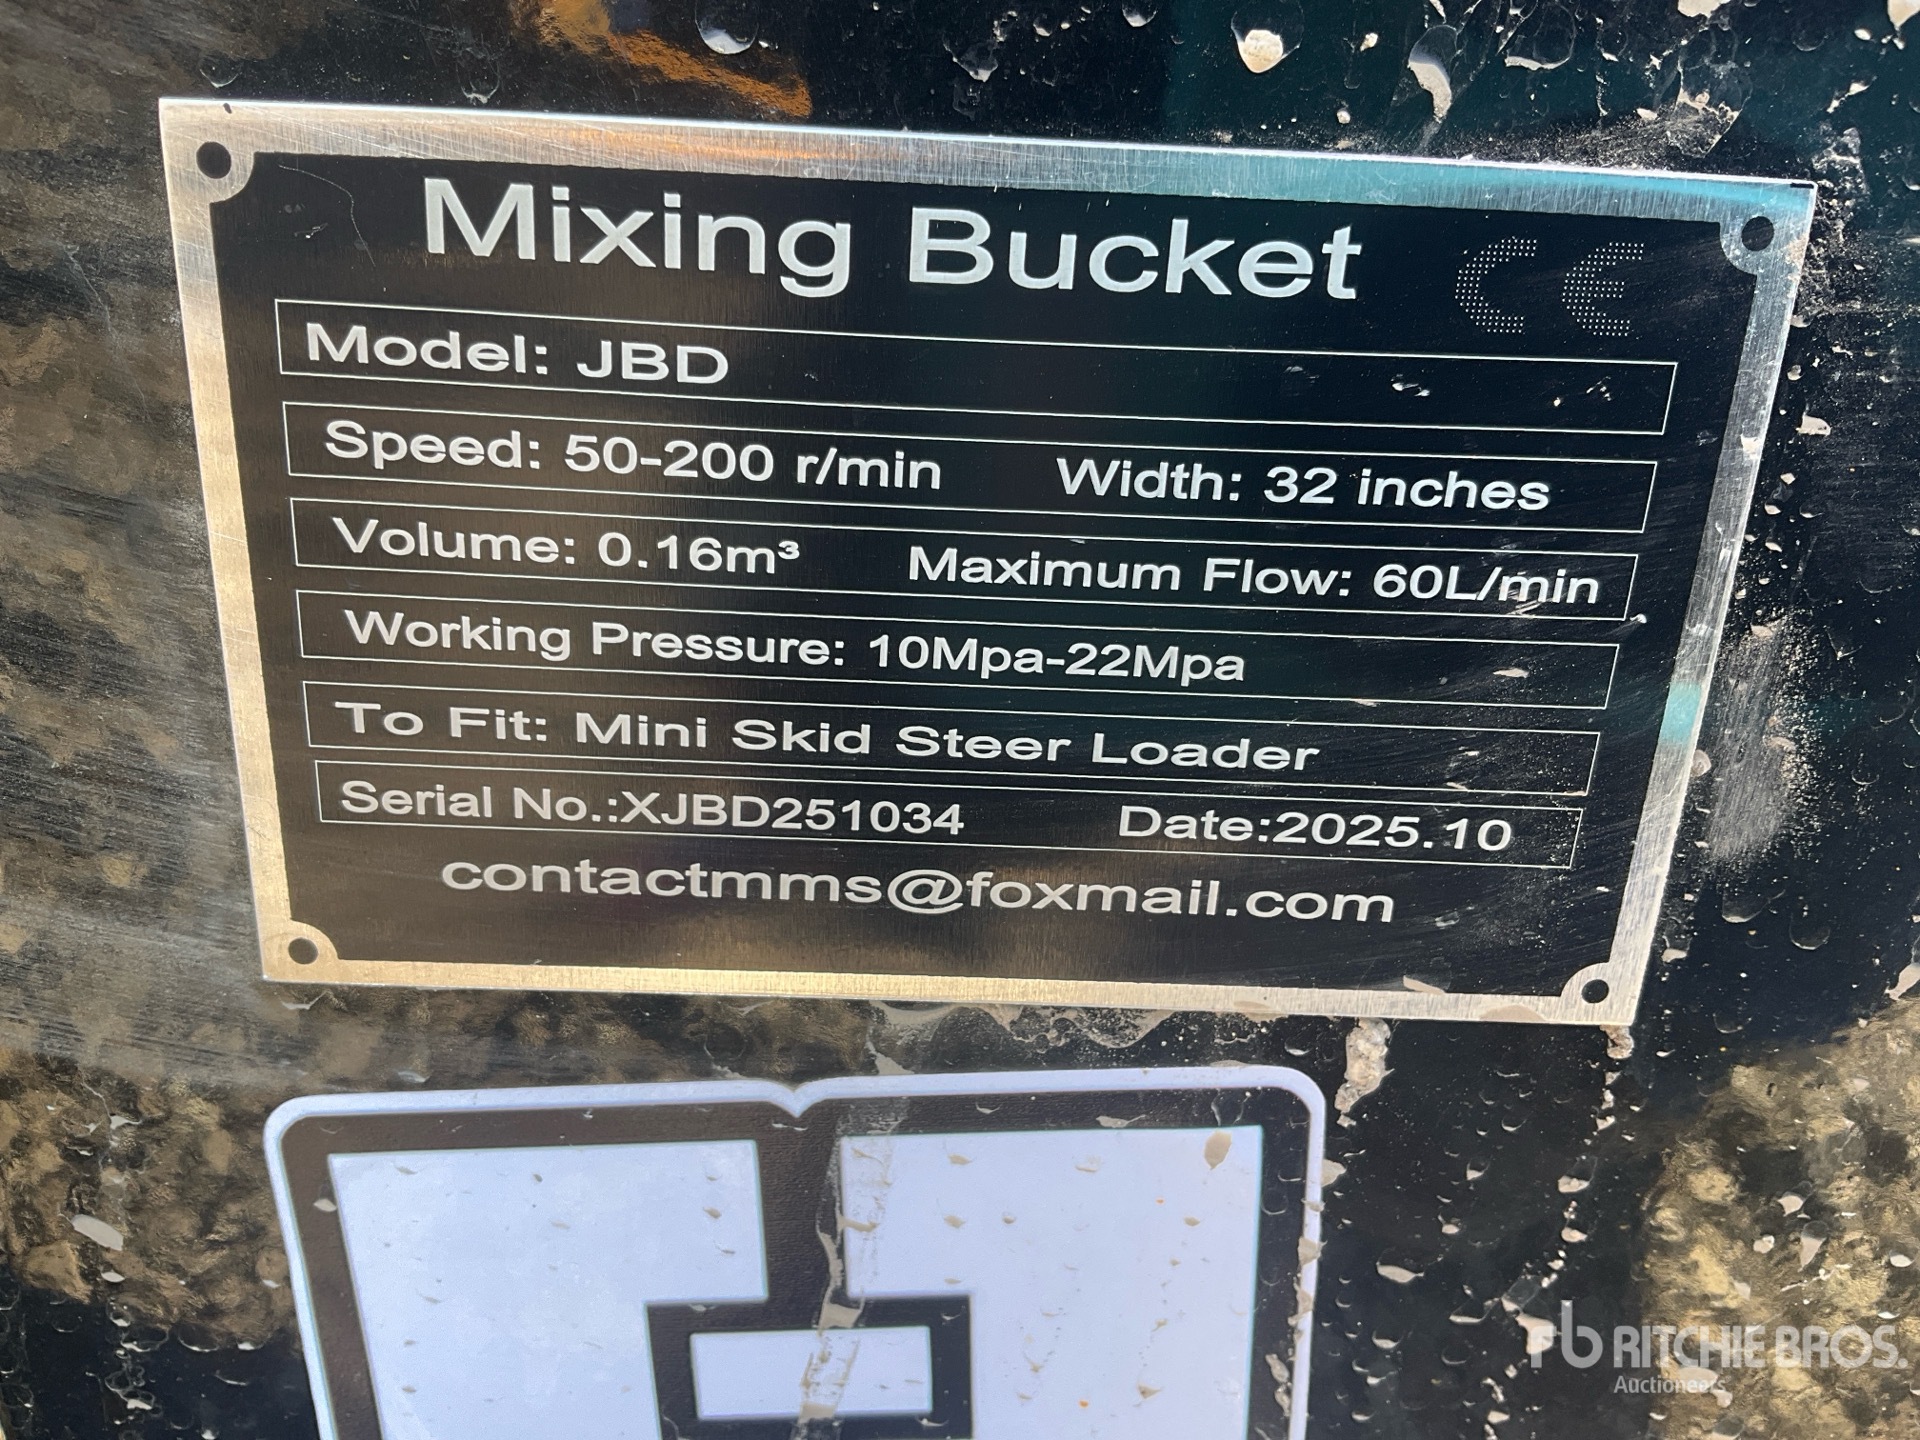 Mixing Bucket CE
Model: JBD
Speed: 50-200 r/min Width: 32 inches
Volume: 0.16m³ Maximum Flow: 60L/min
Working Pressure: 10Mpa-22Mpa
To Fit: Mini Skid Steer Loader
Serial No.:XJBD251034 Date:2025.10
contactmms@foxmail.com
rb RITCHIE BROS.
Auctioneers